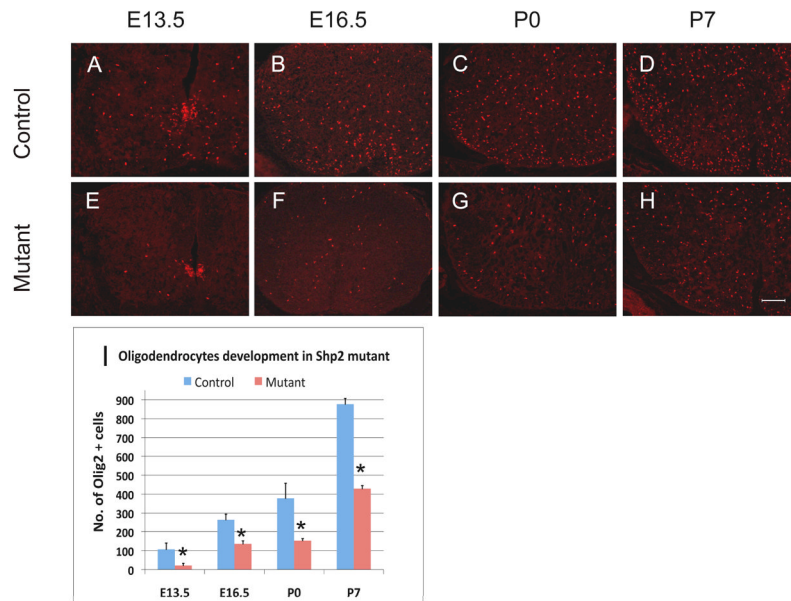 E13.5 E16.5 P0 P7
Control
A B C D
Mutant
E F G H
I Oligodendrocytes development in Shp2 mutant
Control Mutant
No. of Olig2 + cells
900
800
700
600
500
400
300
200
100
0
* * * *
E13.5 E16.5 P0 P7